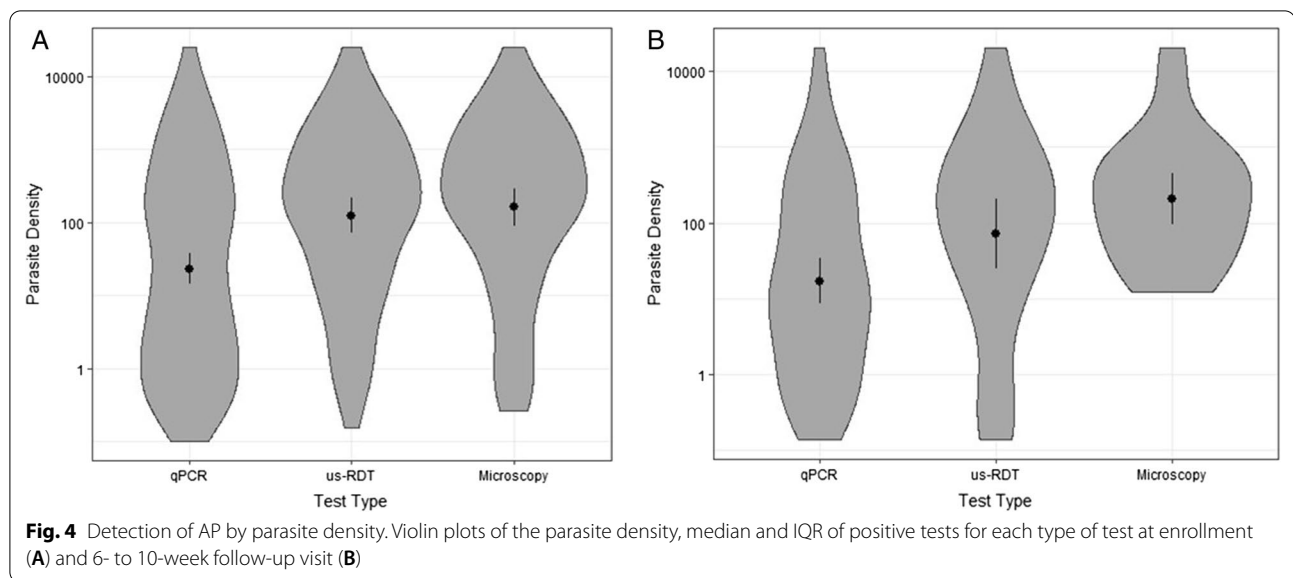 A
Parasite Density
10000
100
1
qPCR
us-RDT
Microscopy
Test Type
B
Parasite Density
10000
100
1
qPCR
us-RDT
Microscopy
Test Type
Fig. 4 Detection of AP by parasite density. Violin plots of the parasite density, median and IQR of positive tests for each type of test at enrollment
(A) and 6- to 10-week follow-up visit (B)